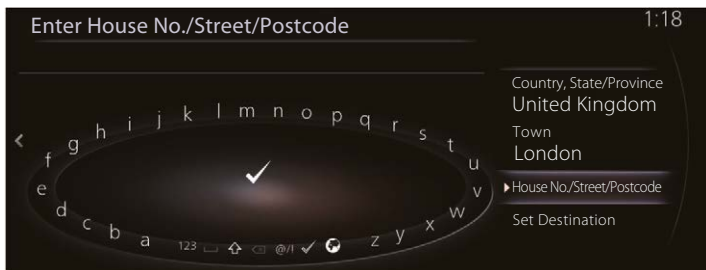 Enter House No./Street/Postcode
1:18
Country, State/Province
United Kingdom
Town
London
House No./Street/Postcode
Set Destination
a b c d e f g h i j k l m n o p q r s t u v w x y z
123 @/!